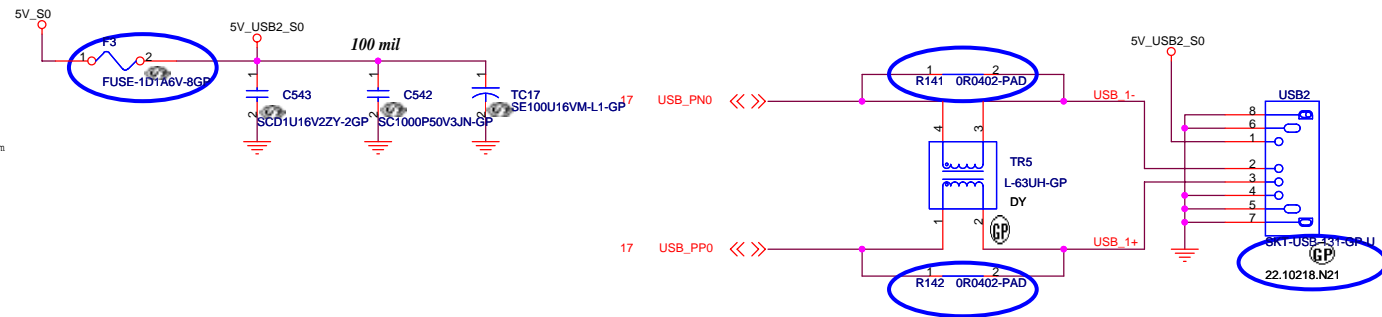 5V_S0
F3
1 2
FUSE-1D1A6V-8GP
5V_USB2_S0
100 mil
1
2
C543
SCD1U16V2ZY-2GP
1
2
C542
SC1000P50V3JN-GP
1
2
TC17
SE100U16VM-L1-GP
m
17 USB_PN0
1 2
R141 0R0402-PAD
USB_1-
4 3
TR5
L-63UH-GP
DY
1 2
GP
17 USB_PP0
USB_1+
1 2
R142 0R0402-PAD
5V_USB2_S0
USB2
8
6
1
2
3
4
5
7
SKT-USB-131-GP-U
GP
22.10218.N21